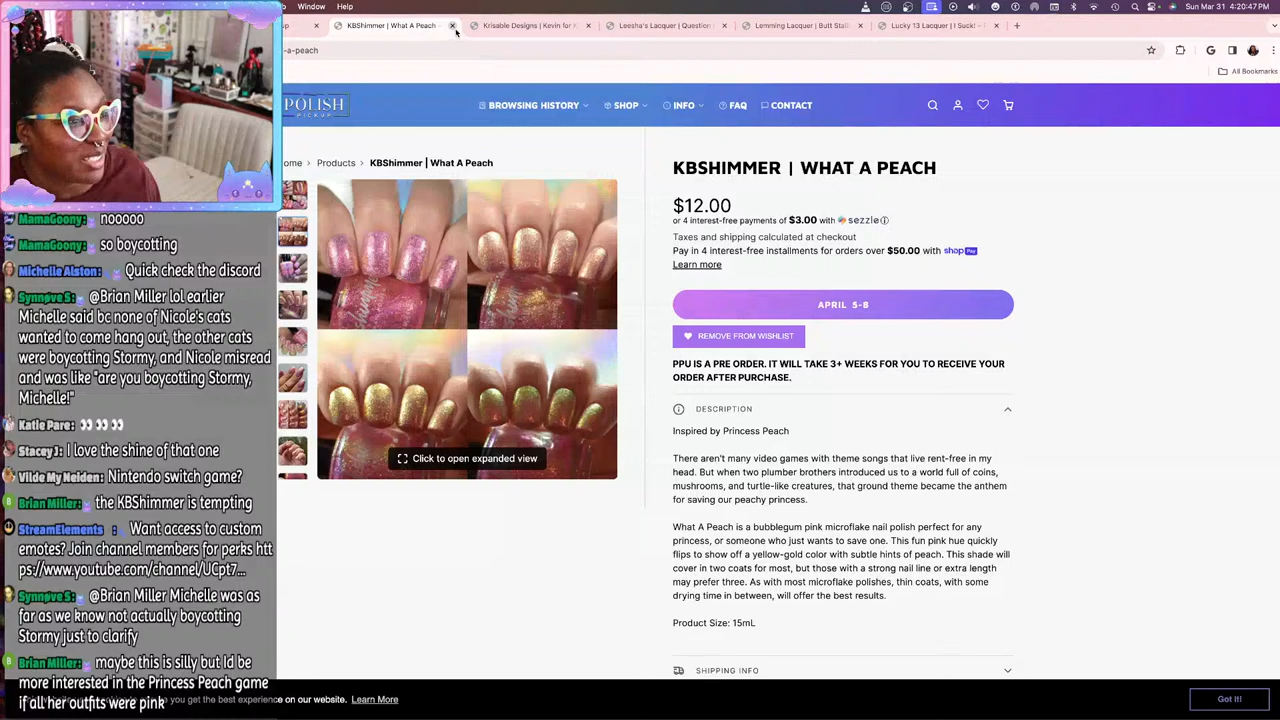 Sun Mar 31 4:20:47 PM
KBShimmer | What A Peach
Krisable Designs | Kevin for K
Leesha's Lacquer | Question
Lemming Lacquer | Butt Stall
Lucky 13 Lacquer | I Suck!
-a-peach
All Bookmarks
POLISH
PICKUP
BROWSING HISTORY
SHOP
INFO
FAQ
CONTACT
ome > Products > KBShimmer | What A Peach
KBSHIMMER | WHAT A PEACH
$12.00
or 4 interest-free payments of $3.00 with sezzle
Taxes and shipping calculated at checkout
Pay in 4 interest-free installments for orders over $50.00 with shop Pay
Learn more
APRIL 5-8
REMOVE FROM WISHLIST
PPU IS A PRE ORDER. IT WILL TAKE 3+ WEEKS FOR YOU TO RECEIVE YOUR
ORDER AFTER PURCHASE.
DESCRIPTION
Inspired by Princess Peach
There aren't many video games with theme songs that live rent-free in my
head. But when two plumber brothers introduced us to a world full of coins,
mushrooms, and turtle-like creatures, that ground theme became the anthem
for saving our peachy princess.
What A Peach is a bubblegum pink microflake nail polish perfect for any
princess, or someone who just wants to save one. This fun pink hue quickly
flips to show off a yellow-gold color with subtle hints of peach. This shade will
cover in two coats for most, but those with a strong nail line or extra length
may prefer three. As with most microflake polishes, thin coats, with some
drying time in between, will offer the best results.
Product Size: 15mL
SHIPPING INFO
Click to open expanded view
MamaGoony: nooooo
MamaGoony: so boycotting
Michelle Alston: Quick check the discord
Synnøve S: @Brian Miller lol earlier
Michelle said bc none of Nicole's cats
wanted to come hang out, the other cats
were boycotting Stormy, and Nicole misread
and was like "are you boycotting Stormy,
Michelle!"
Katie Pare: 👀👀👀
Stacey J: I love the shine of that one
Vilde My Neiden: Nintendo switch game?
Brian Miller: the KBShimmer is tempting
StreamElements : Want access to custom
emotes? Join channel members for perks htt
ps://www.youtube.com/channel/UCpt7...
Synnøve S: @Brian Miller Michelle was as
far as we know not actually boycotting
Stormy just to clarify
Brian Miller: maybe this is silly but Id be
more interested in the Princess Peach game
if all her outfits were pink
you get the best experience on our website. Learn More
Got It!